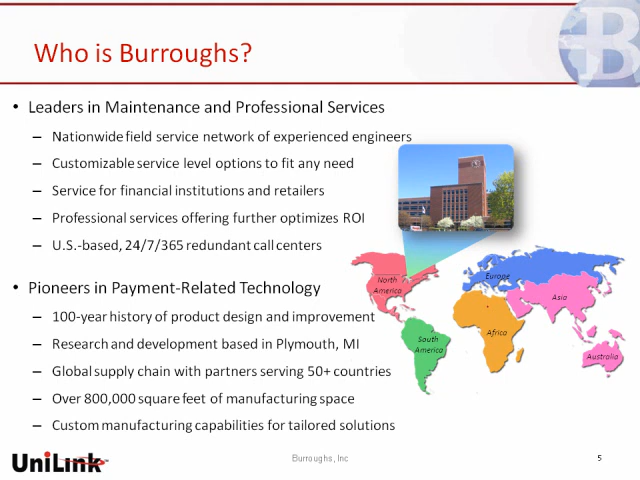 Who is Burroughs?
B
• Leaders in Maintenance and Professional Services
– Nationwide field service network of experienced engineers
– Customizable service level options to fit any need
– Service for financial institutions and retailers
– Professional services offering further optimizes ROI
– U.S.-based, 24/7/365 redundant call centers
• Pioneers in Payment-Related Technology
– 100-year history of product design and improvement
– Research and development based in Plymouth, MI
– Global supply chain with partners serving 50+ countries
– Over 800,000 square feet of manufacturing space
– Custom manufacturing capabilities for tailored solutions
North
America
Europe
Asia
Africa
South
America
Australia
UniLink
Burroughs, Inc
5